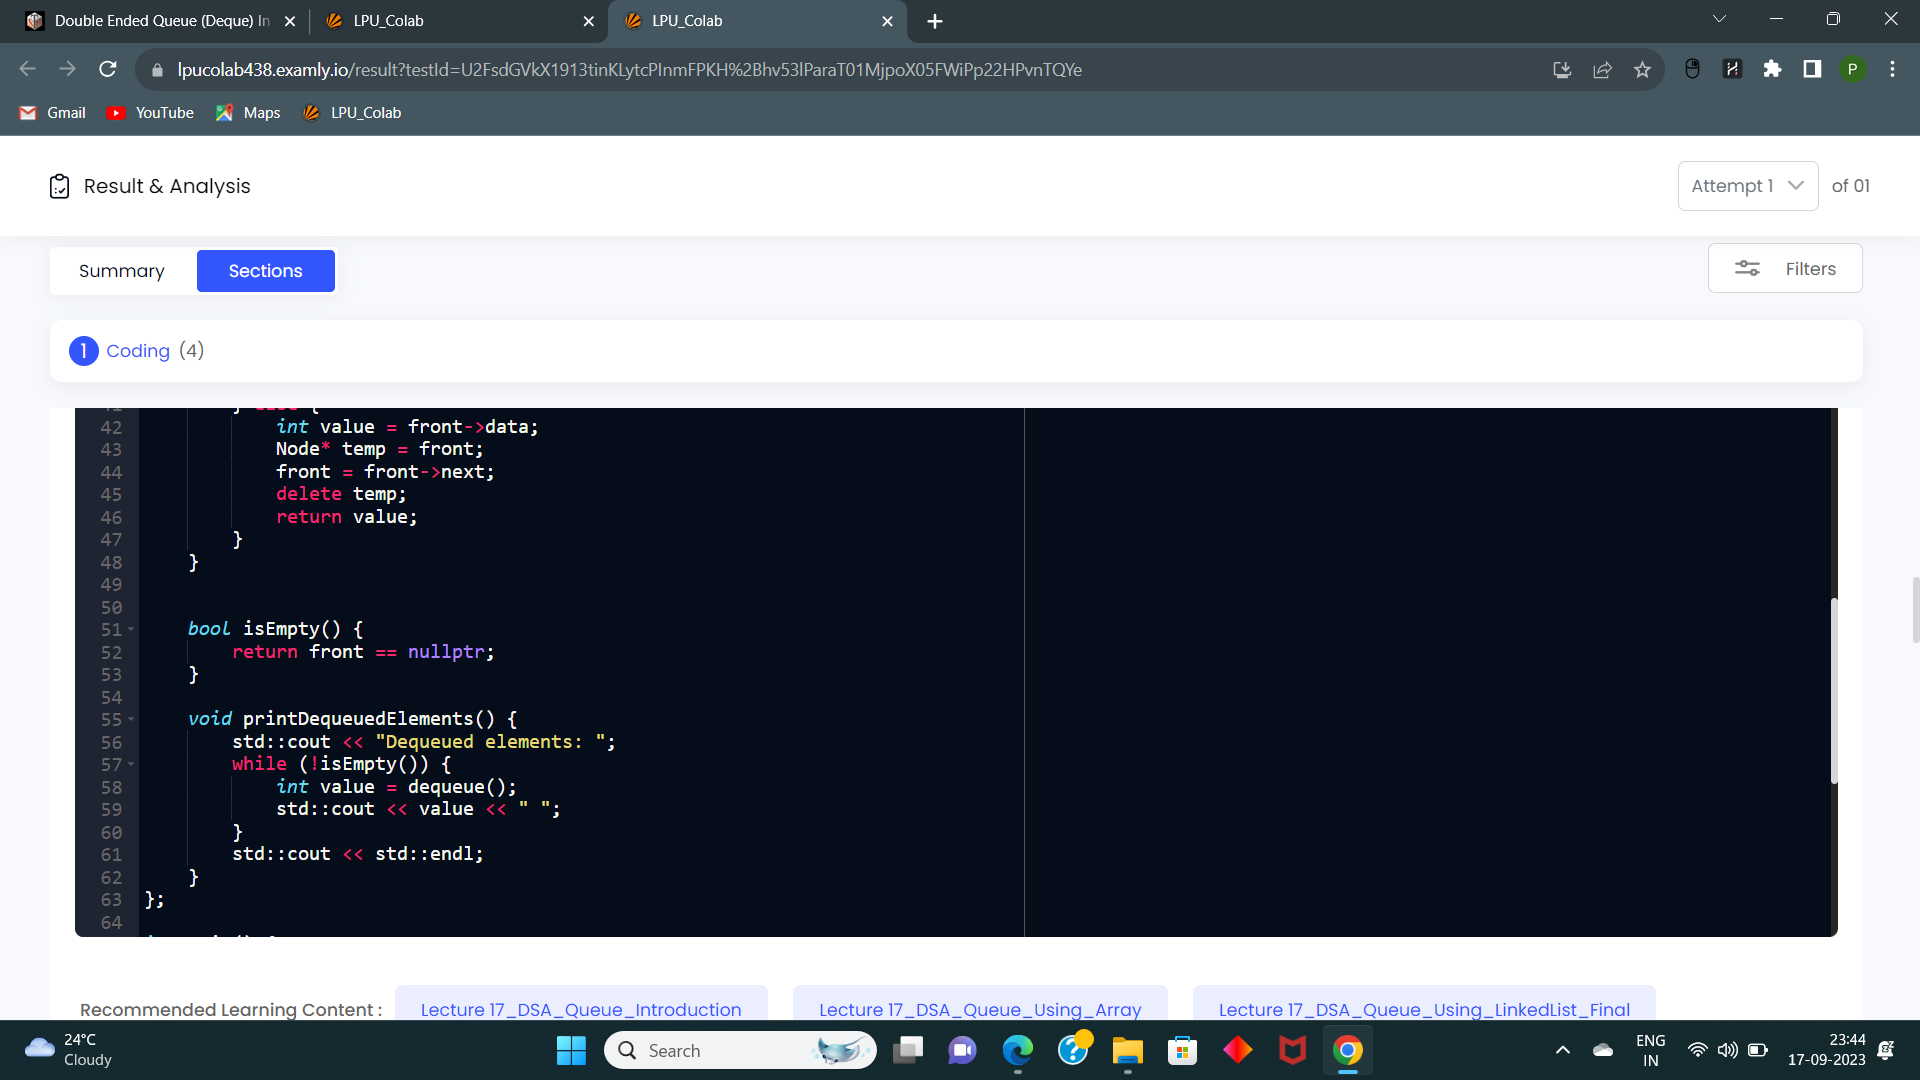 Double Ended Queue (Deque) In
LPU_Colab
LPU_Colab
lpucolab438.examly.io/result?testId=U2FsdGVkX1913tinKLytcPInmFPKH%2Bhv53lParaT01MjpoX05FWiPp22HPvnTQYe
P
Gmail
YouTube
Maps
LPU_Colab
Result & Analysis
Attempt 1
of 01
Summary
Sections
Filters
1 Coding (4)
41 } else {
42 int value = front->data;
43 Node* temp = front;
44 front = front->next;
45 delete temp;
46 return value;
47 }
48 }
49
50
51 bool isEmpty() {
52 return front == nullptr;
53 }
54
55 void printDequeuedElements() {
56 std::cout << "Dequeued elements: ";
57 while (!isEmpty()) {
58 int value = dequeue();
59 std::cout << value << " ";
60 }
61 std::cout << std::endl;
62 }
63 };
64
Recommended Learning Content :
Lecture 17_DSA_Queue_Introduction
Lecture 17_DSA_Queue_Using_Array
Lecture 17_DSA_Queue_Using_LinkedList_Final
24°C
Cloudy
Search
ENG
IN
23:44
17-09-2023